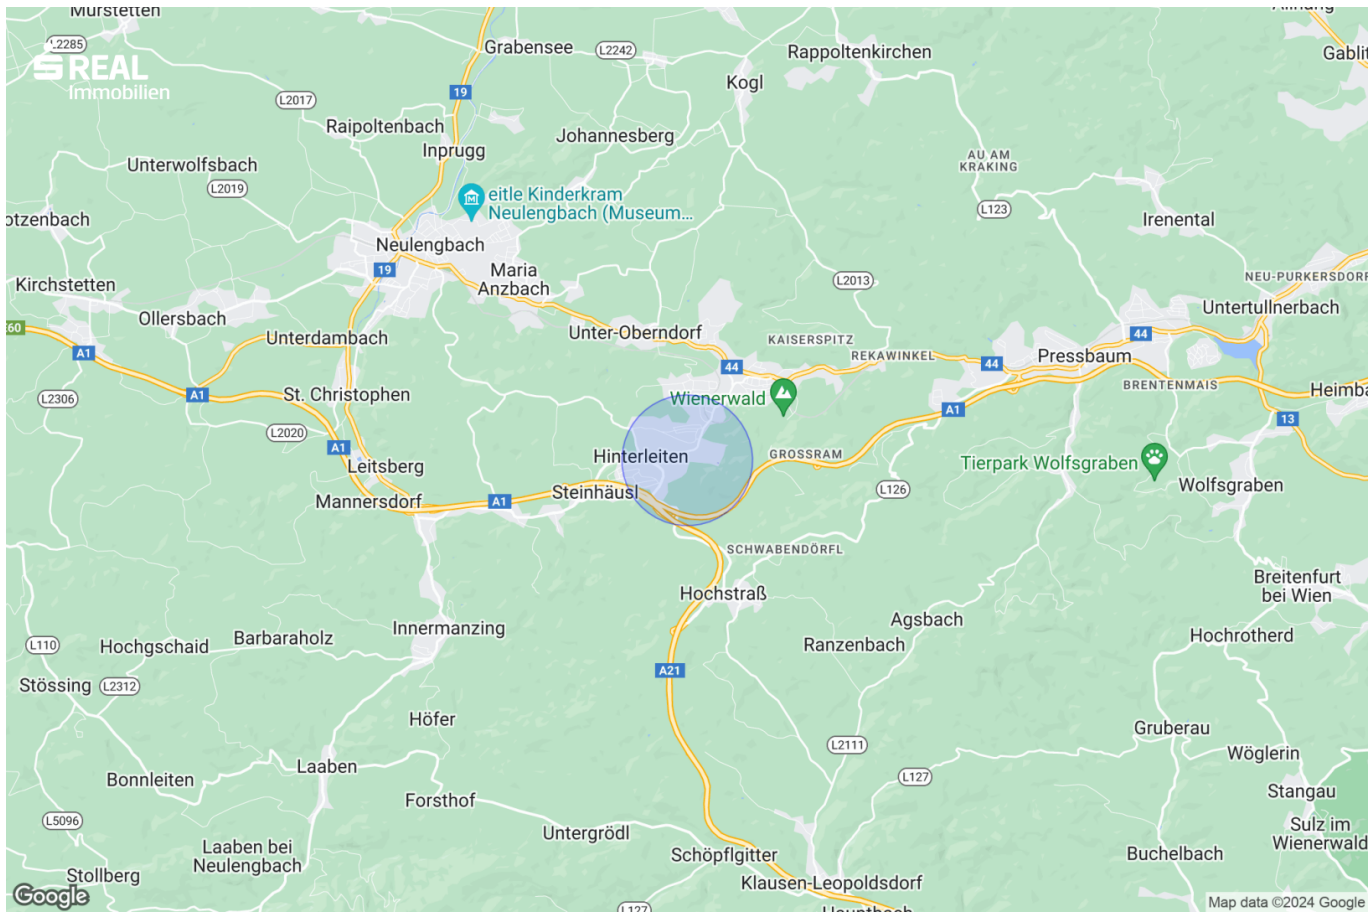 Murstetten
L2285
REAL
Immobilien
Grabensee
L2242
Rappoltenkirchen
Gablit
Kogl
L2017
19
Raipoltenbach
Johannesberg
Inprugg
Unterwolfsbach
L2019
AU AM
KRAKING
eitle Kinderkram
Neulengbach (Museum...
L123
Irenental
otzenbach
Neulengbach
19
Maria
Anzbach
L2013
NEU-PURKERSDORF
Kirchstetten
Untertullnerbach
Ollersbach
Unterdambach
Unter-Oberndorf
KAISERSPITZ
REKAWINKEL
44
44
44
Pressbaum
A1
BRENTENMAIS
Wienerwald
Heimba
A1
L2306
St. Christophen
A1
13
L2020
A1
Leitsberg
Hinterleiten
GROSSRAM
Tierpark Wolfsgraben
Wolfsgraben
L126
Mannersdorf
A1
Steinhäusl
SCHWABENDÖRFL
Hochstraß
Breitenfurt
bei Wien
Agsbach
Innermanzing
Barbaraholz
Hochgschaid
L110
Ranzenbach
Hochrotherd
A21
Stössing
L2312
Höfer
Gruberau
L2111
Wöglerin
Laaben
Bonnleiten
L127
Forsthof
Stangau
L5096
Untergrödl
Sulz im
Wienerwald
Laaben bei
Neulengbach
Schöpflgitter
Buchelbach
Stollberg
Klausen-Leopoldsdorf
L127
Google
Map data ©2024 Google